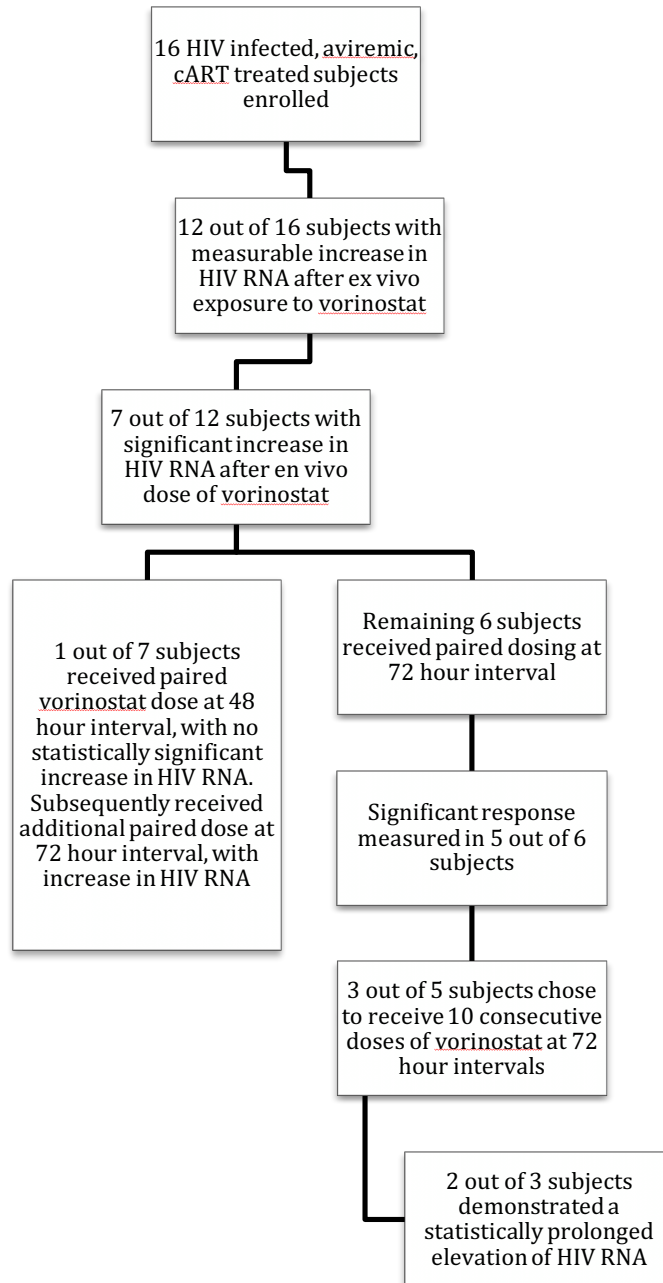 16 HIV infected, aviremic,
cART treated subjects
enrolled
12 out of 16 subjects with
measurable increase in
HIV RNA after ex vivo
exposure to vorinostat
7 out of 12 subjects with
significant increase in
HIV RNA after en vivo
dose of vorinostat
1 out of 7 subjects
received paired
vorinostat dose at 48
hour interval, with no
statistically significant
increase in HIV RNA.
Subsequently received
additional paired dose at
72 hour interval, with
increase in HIV RNA
Remaining 6 subjects
received paired dosing at
72 hour interval
Significant response
measured in 5 out of 6
subjects
3 out of 5 subjects chose
to receive 10 consecutive
doses of vorinostat at 72
hour intervals
2 out of 3 subjects
demonstrated a
statistically prolonged
elevation of HIV RNA